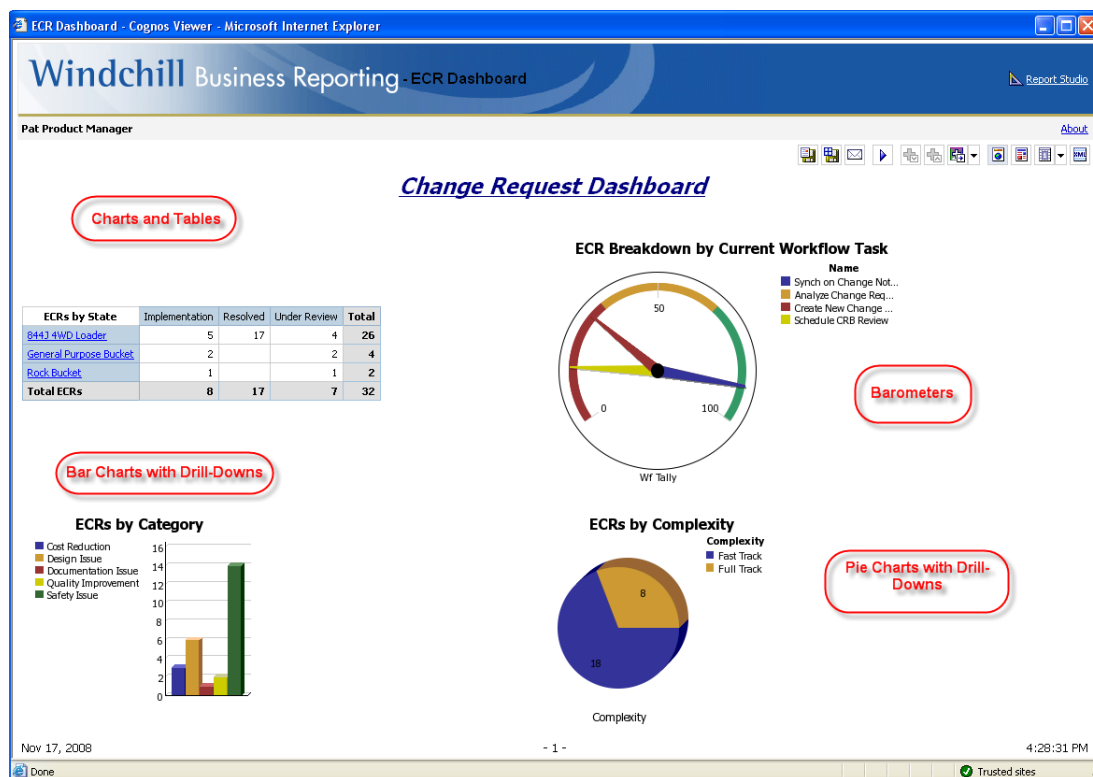 ECR Dashboard - Cognos Viewer - Microsoft Internet Explorer
Windchill Business Reporting - ECR Dashboard
Report Studio
Pat Product Manager
About
XML
Change Request Dashboard
Charts and Tables
ECRs by State Implementation Resolved Under Review Total
844J 4WD Loader 5 17 4 26
General Purpose Bucket 2 2 4
Rock Bucket 1 1 2
Total ECRs 8 17 7 32
ECR Breakdown by Current Workflow Task
Name
Synch on Change Not...
Analyze Change Req...
Create New Change ...
Schedule CRB Review
50
0
100
Wf Tally
Barometers
Bar Charts with Drill-Downs
ECRs by Category
Cost Reduction
Design Issue
Documentation Issue
Quality Improvement
Safety Issue
16
14
12
10
8
6
4
2
0
ECRs by Complexity
Complexity
Fast Track
Full Track
8
18
Complexity
Pie Charts with Drill-
Downs
Nov 17, 2008
- 1 -
4:28:31 PM
Done
Trusted sites